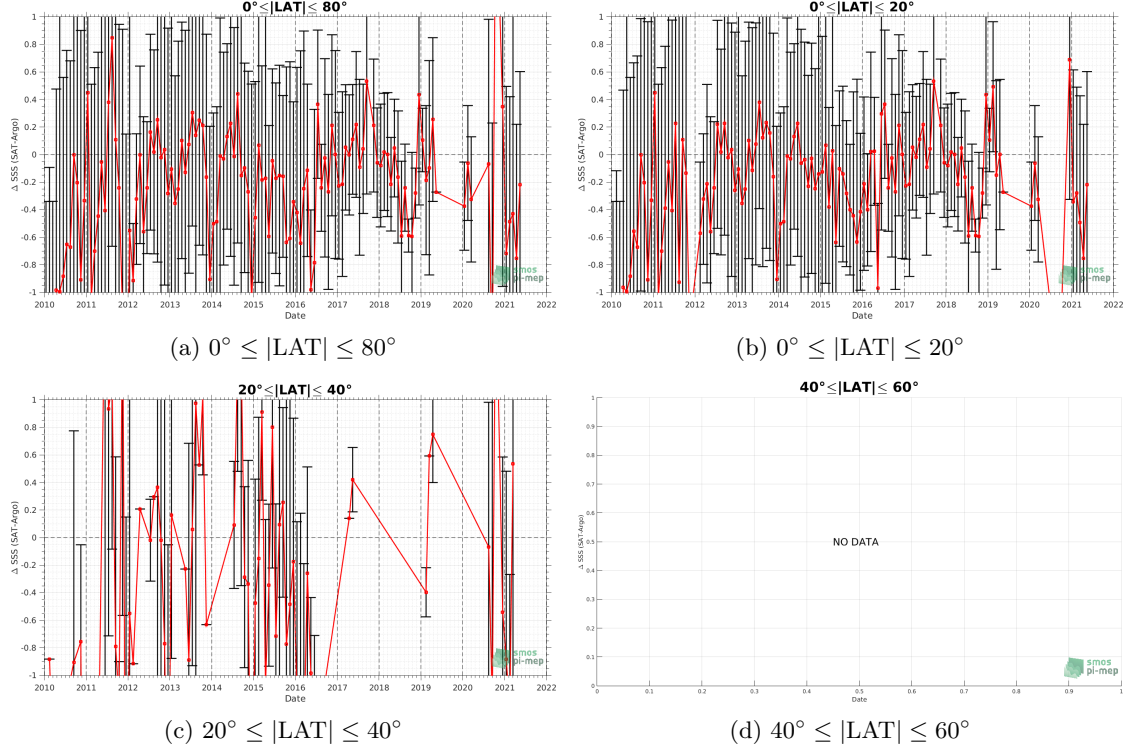 0°≤|LAT|≤ 80°
1
0.8
0.6
0.4
0.2
0
-0.2
-0.4
-0.6
-0.8
-1
Δ SSS (SAT-Argo)
2010 2011 2012 2013 2014 2015 2016 2017 2018 2019 2020 2021 2022
Date
smos
pi-mep
(a) 0° ≤ |LAT| ≤ 80°
0°≤|LAT|≤ 20°
1
0.8
0.6
0.4
0.2
0
-0.2
-0.4
-0.6
-0.8
-1
Δ SSS (SAT-Argo)
2010 2011 2012 2013 2014 2015 2016 2017 2018 2019 2020 2021 2022
Date
smos
pi-mep
(b) 0° ≤ |LAT| ≤ 20°
20°≤|LAT|≤ 40°
1
0.8
0.6
0.4
0.2
0
-0.2
-0.4
-0.6
-0.8
-1
Δ SSS (SAT-Argo)
2010 2011 2012 2013 2014 2015 2016 2017 2018 2019 2020 2021 2022
Date
smos
pi-mep
(c) 20° ≤ |LAT| ≤ 40°
40°≤|LAT|≤ 60°
1
0.9
0.8
0.7
0.6
0.5
0.4
0.3
0.2
0.1
0
Δ SSS (SAT-Argo)
NO DATA
0 0.1 0.2 0.3 0.4 0.5 0.6 0.7 0.8 0.9 1
Date
smos
pi-mep
(d) 40° ≤ |LAT| ≤ 60°